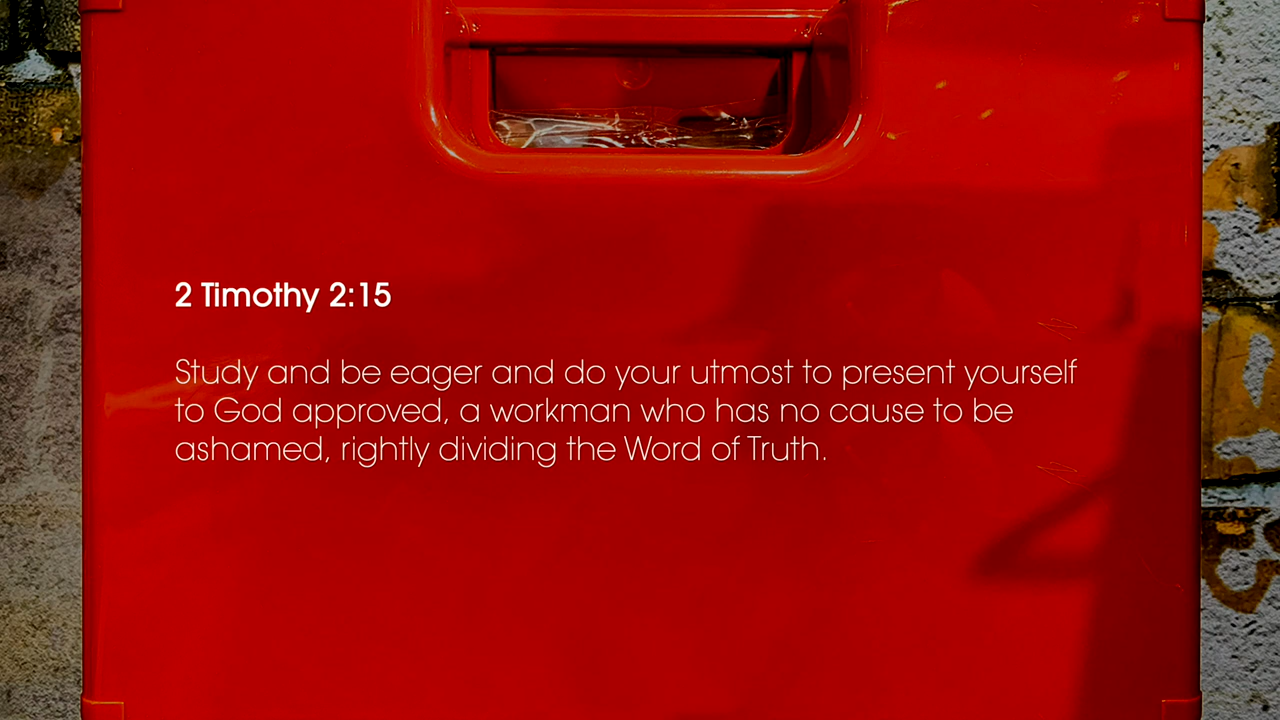 2 Timothy 2:15
Study and be eager and do your utmost to present yourself
to God approved, a workman who has no cause to be
ashamed, rightly dividing the Word of Truth.